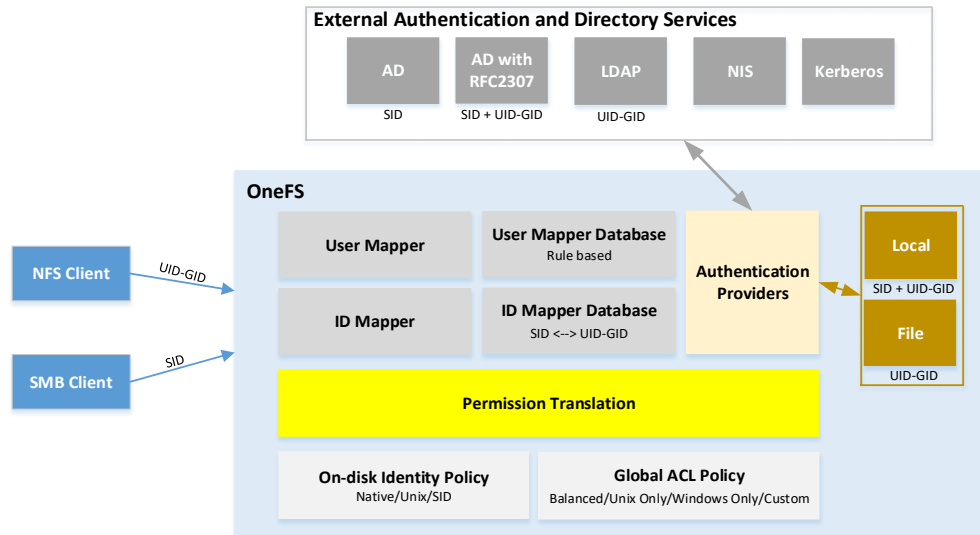 External Authentication and Directory Services
AD
AD with
RFC2307
LDAP
NIS
Kerberos
SID
SID + UID-GID
UID-GID
OneFS
NFS Client
UID-GID
SMB Client
SID
User Mapper
User Mapper Database
Rule based
ID Mapper
ID Mapper Database
SID <--> UID-GID
Authentication
Providers
Local
SID + UID-GID
File
UID-GID
Permission Translation
On-disk Identity Policy
Native/Unix/SID
Global ACL Policy
Balanced/Unix Only/Windows Only/Custom